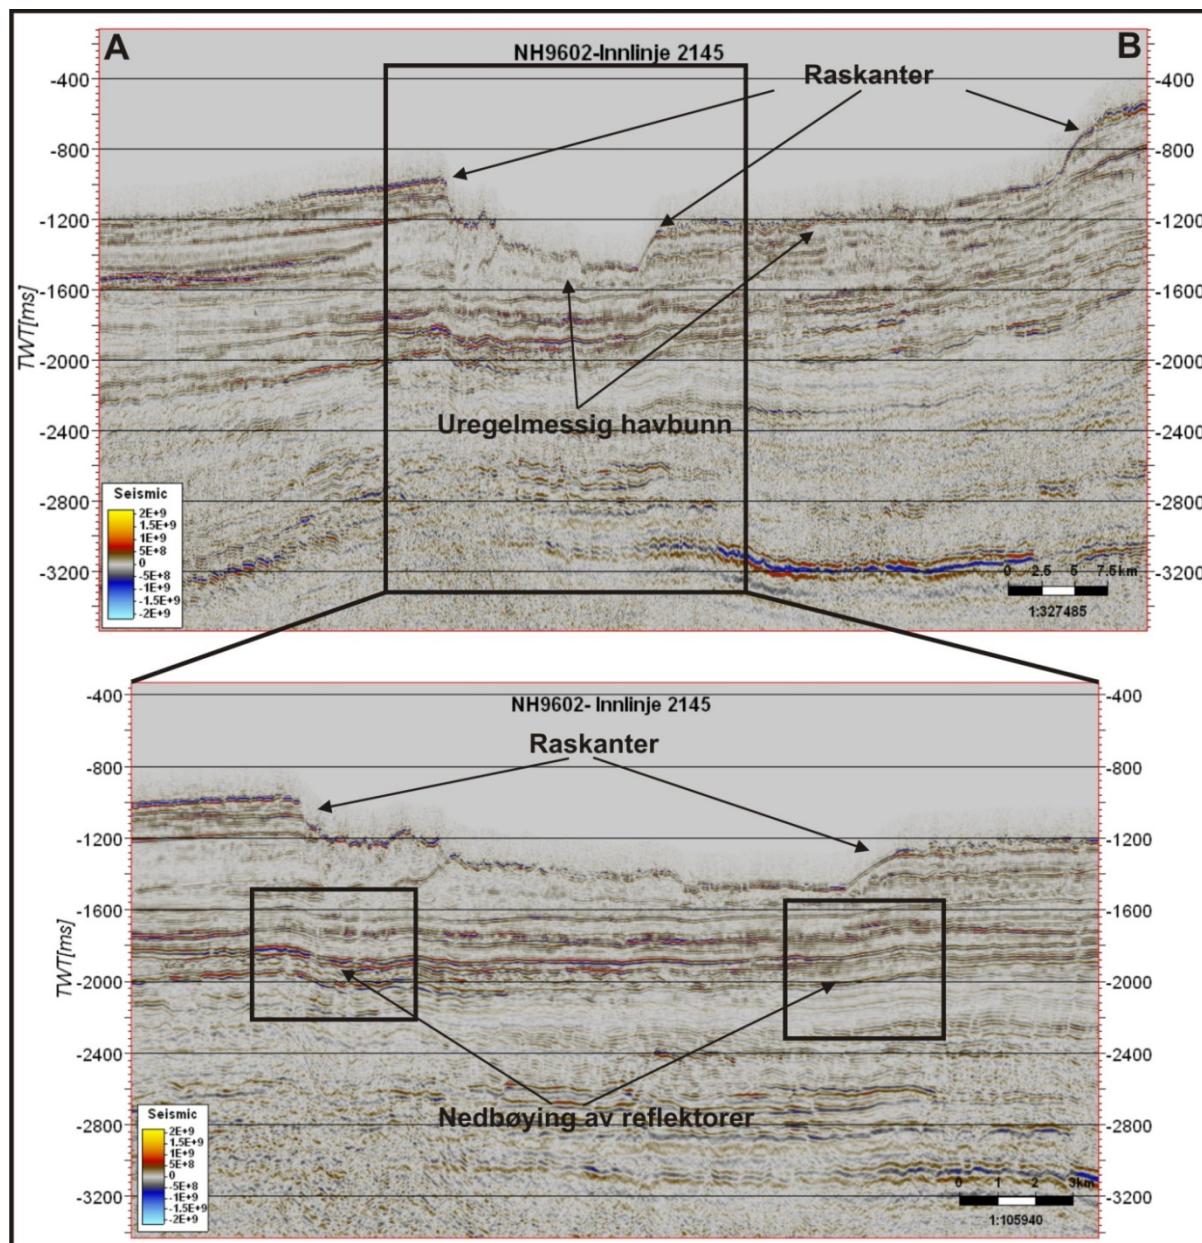 A
NH9602-Innlinje 2145
B
Raskanter
-400
-400
-800
-800
-1200
-1200
-1600
-1600
TWT[ms]
-2000
-2000
Uregelmessig havbunn
-2400
-2400
-2800
-2800
Seismic
2E+9
1.5E+9
1E+9
5E+8
0
-5E+8
-1E+9
-1.5E+9
-2E+9
-3200
-3200
0 2.5 5 7.5km
1:327485
NH9602- Innlinje 2145
-400
-400
Raskanter
-800
-800
-1200
-1200
-1600
-1600
TWT[ms]
-2000
-2000
-2400
-2400
Nedbøying av reflektorer
-2800
-2800
Seismic
2E+9
1.5E+9
1E+9
5E+8
0
-5E+8
-1E+9
-1.5E+9
-2E+9
-3200
-3200
0 1 2 3km
1:105940